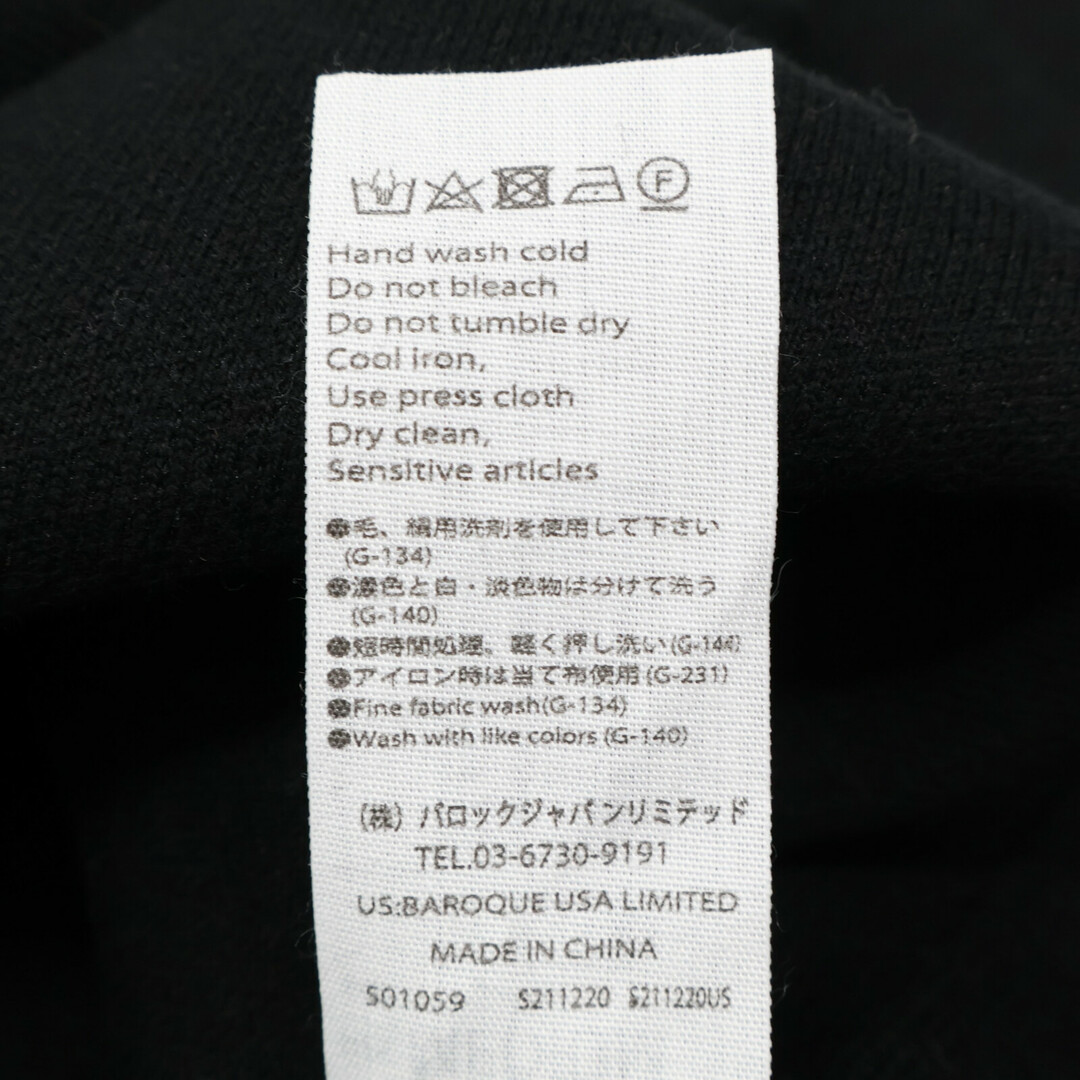 F
Hand wash cold
Do not bleach
Do not tumble dry
Cool iron,
Use press cloth
Dry clean,
Sensitive articles
●毛、絹用洗剤を使用して下さい
(G-134)
●濃色と白・淡色物は分けて洗う
(G-140)
●短時間処理、軽く押し洗い(G-144)
●アイロン時は当て布使用(G-231)
●Fine fabric wash(G-134)
●Wash with like colors (G-140)
（株）バロックジャパンリミテッド
TEL.03-6730-9191
US:BAROQUE USA LIMITED
MADE IN CHINA
S01059 S211220 S211220US